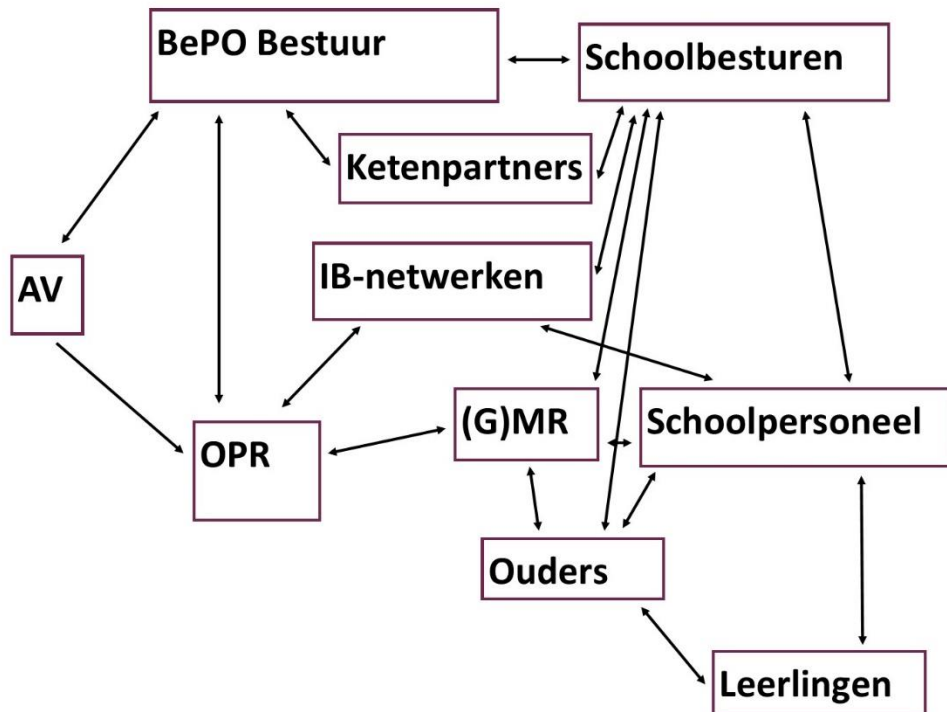 BePO Bestuur
Schoolbesturen
Ketenpartners
IB-netwerken
AV
(G)MR
Schoolpersoneel
OPR
Ouders
Leerlingen